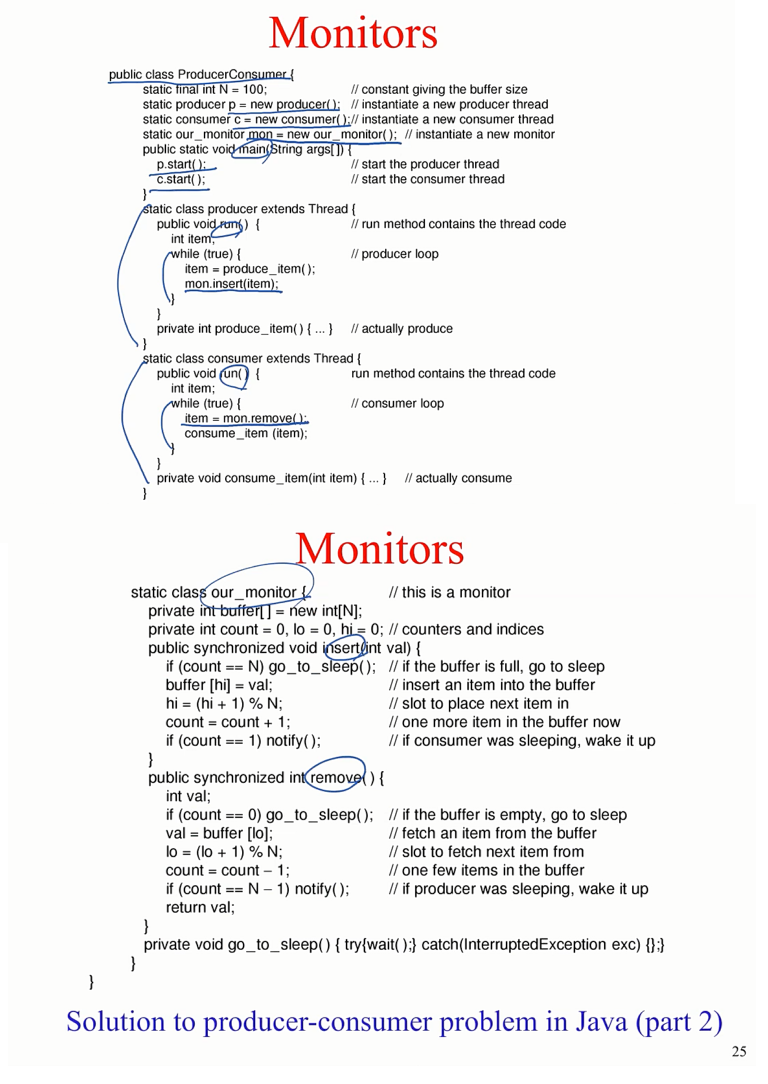 Monitors
public class ProducerConsumer {
static final int N = 100; // constant giving the buffer size
static producer p = new producer( ); // instantiate a new producer thread
static consumer c = new consumer( ); // instantiate a new consumer thread
static our_monitor mon = new our_monitor( ); // instantiate a new monitor
public static void main(String args[ ]) {
p.start( ); // start the producer thread
c.start( ); // start the consumer thread
}
static class producer extends Thread {
public void run( ) { // run method contains the thread code
int item;
while (true) { // producer loop
item = produce_item( );
mon.insert(item);
}
}
private int produce_item( ) { ... } // actually produce
}
static class consumer extends Thread {
public void run( ) { run method contains the thread code
int item;
while (true) { // consumer loop
item = mon.remove( );
consume_item (item);
}
}
private void consume_item(int item) { ... } // actually consume
}
Monitors
static class our_monitor { // this is a monitor
private int buffer[ ] = new int[N];
private int count = 0, lo = 0, hi = 0; // counters and indices
public synchronized void insert(int val) {
if (count == N) go_to_sleep( ); // if the buffer is full, go to sleep
buffer [hi] = val; // insert an item into the buffer
hi = (hi + 1) % N; // slot to place next item in
count = count + 1; // one more item in the buffer now
if (count == 1) notify( ); // if consumer was sleeping, wake it up
}
public synchronized int remove( ) {
int val;
if (count == 0) go_to_sleep( ); // if the buffer is empty, go to sleep
val = buffer [lo]; // fetch an item from the buffer
lo = (lo + 1) % N; // slot to fetch next item from
count = count – 1; // one few items in the buffer
if (count == N – 1) notify( ); // if producer was sleeping, wake it up
return val;
}
private void go_to_sleep( ) { try{wait( );} catch(InterruptedException exc) {};}
}
}
Solution to producer-consumer problem in Java (part 2)
25